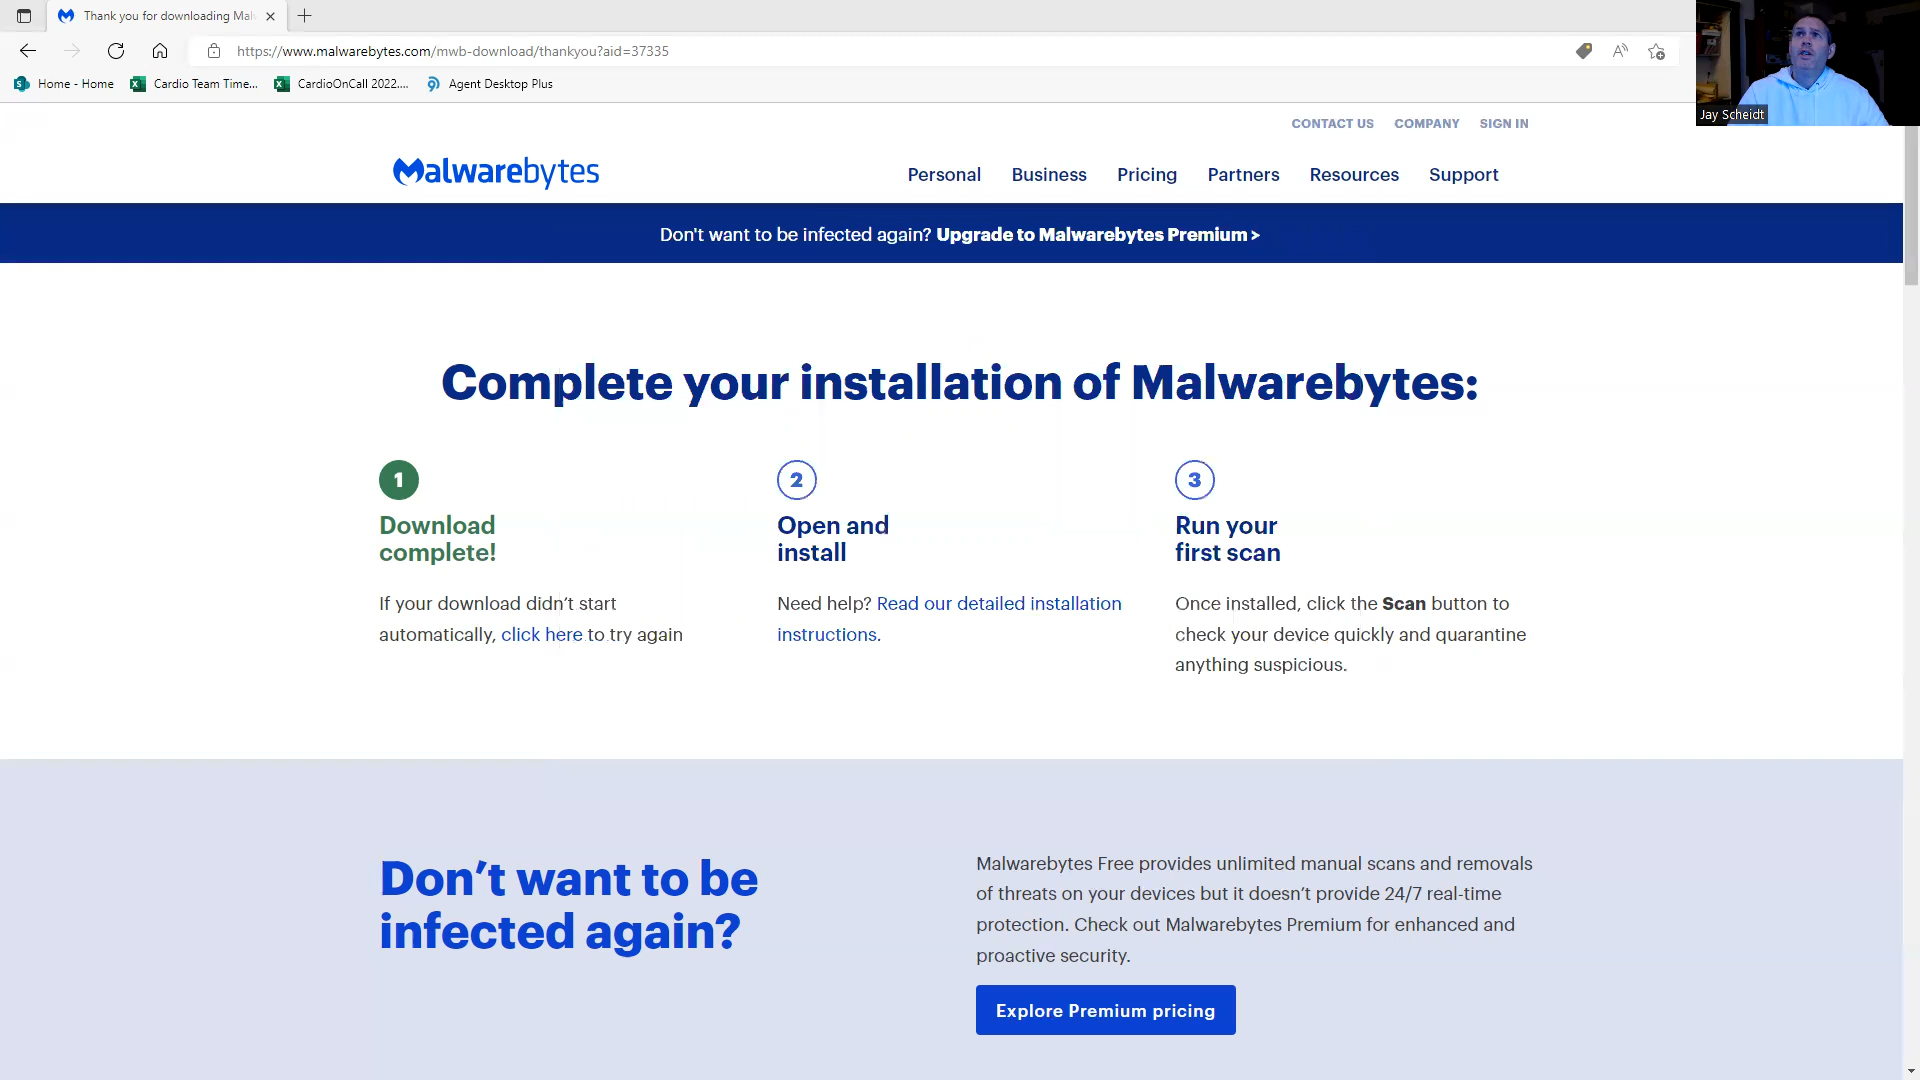 Thank you for downloading Mal
https://www.malwarebytes.com/mwb-download/thankyou?aid=37335
Home - Home
Cardio Team Time...
CardioOnCall 2022....
Agent Desktop Plus
Jay Scheidt
CONTACT US
COMPANY
SIGN IN
Malwarebytes
Personal
Business
Pricing
Partners
Resources
Support
Don't want to be infected again? Upgrade to Malwarebytes Premium >
Complete your installation of Malwarebytes:
1
Download
complete!
If your download didn’t start
automatically, click here to try again
2
Open and
install
Need help? Read our detailed installation
instructions.
3
Run your
first scan
Once installed, click the Scan button to
check your device quickly and quarantine
anything suspicious.
Don’t want to be
infected again?
Malwarebytes Free provides unlimited manual scans and removals
of threats on your devices but it doesn’t provide 24/7 real-time
protection. Check out Malwarebytes Premium for enhanced and
proactive security.
Explore Premium pricing